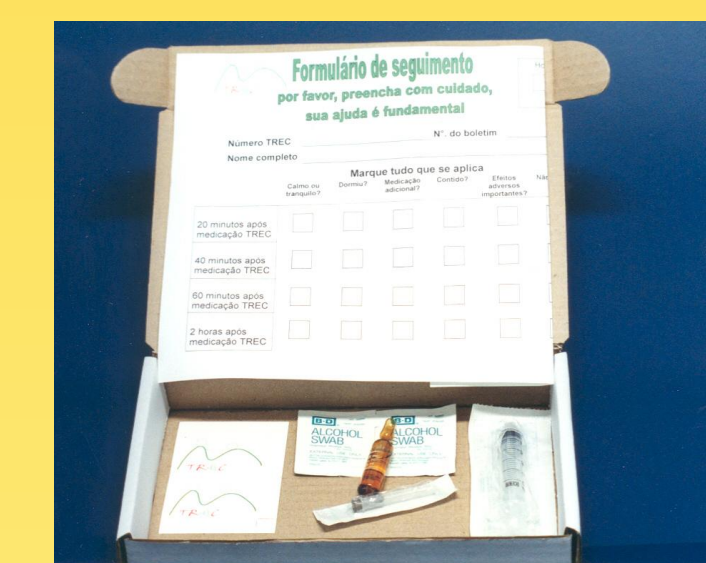 TREC
Formulário de seguimento
por favor, preencha com cuidado,
sua ajuda é fundamental
Número TREC
Nº. do boletim
Nome completo
Marque tudo que se aplica
Calmo ou
tranquilo?
Dormiu?
Medicação
adicional?
Contido?
Efeitos
adversos
importantes?
20 minutos após
medicação TREC
40 minutos após
medicação TREC
60 minutos após
medicação TREC
2 horas após
medicação TREC
TREC
TREC
B-D
ALCOHOL
SWAB
B-D
ALCOHOL
SWAB